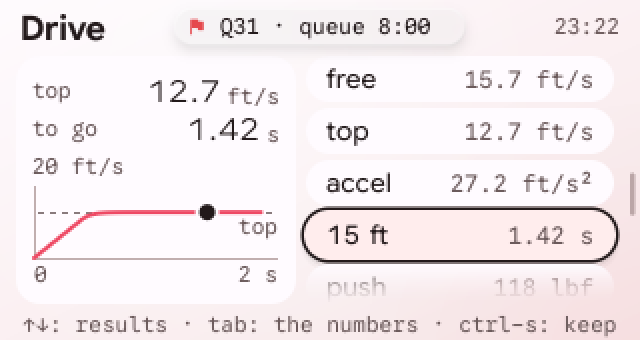 Drive
Q31 · queue 8:00
23:22
top 12.7 ft/s
to go 1.42 s
20 ft/s
top
0 2 s
free 15.7 ft/s
top 12.7 ft/s
accel 27.2 ft/s²
15 ft 1.42 s
push 118 lbf
↑↓: results · tab: the numbers · ctrl-s: keep